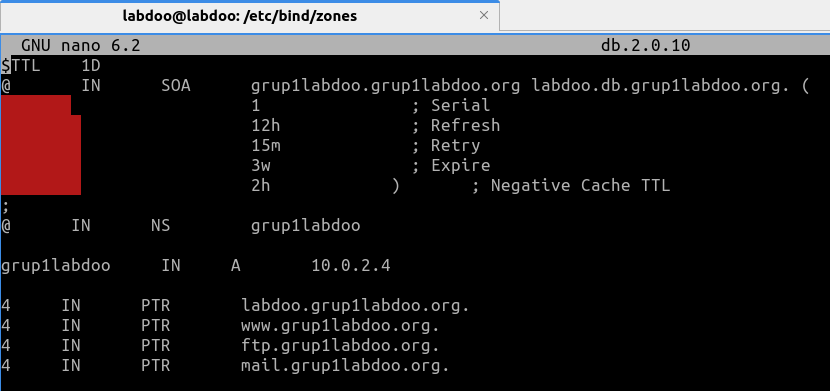 labdoo@labdoo: /etc/bind/zones ×
GNU nano 6.2 db.2.0.10
$TTL 1D
@ IN SOA grup1labdoo.grup1labdoo.org labdoo.db.grup1labdoo.org. (
1 ; Serial
12h ; Refresh
15m ; Retry
3w ; Expire
2h ) ; Negative Cache TTL
;
@ IN NS grup1labdoo
grup1labdoo IN A 10.0.2.4
4 IN PTR labdoo.grup1labdoo.org.
4 IN PTR www.grup1labdoo.org.
4 IN PTR ftp.grup1labdoo.org.
4 IN PTR mail.grup1labdoo.org.